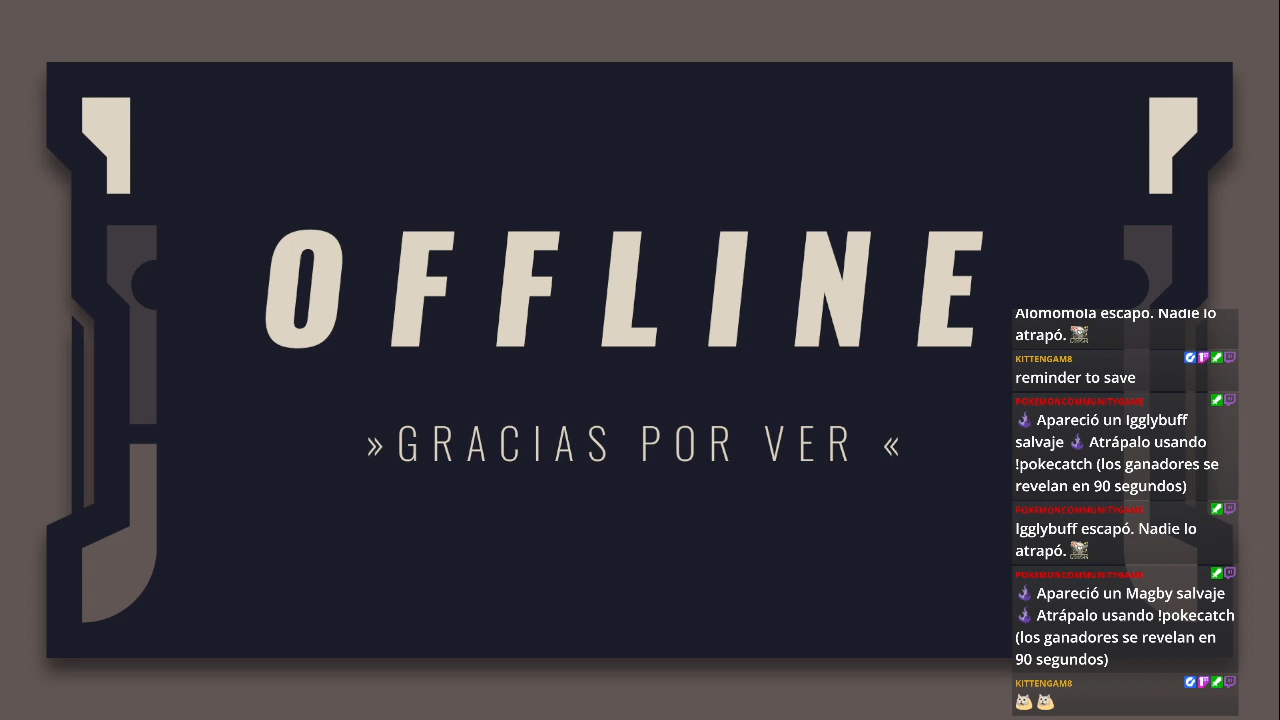 OFFLINE
»GRACIAS POR VER «
Alomomola escapó. Nadie lo
atrapó.
KITTENGAM8
reminder to save
POKEMONCOMMUNITYGAME
Apareció un Igglybuff
salvaje Atrápalo usando
!pokecatch (los ganadores se
revelan en 90 segundos)
POKEMONCOMMUNITYGAME
Igglybuff escapó. Nadie lo
atrapó.
POKEMONCOMMUNITYGAME
Apareció un Magby salvaje
Atrápalo usando !pokecatch
(los ganadores se revelan en
90 segundos)
KITTENGAM8